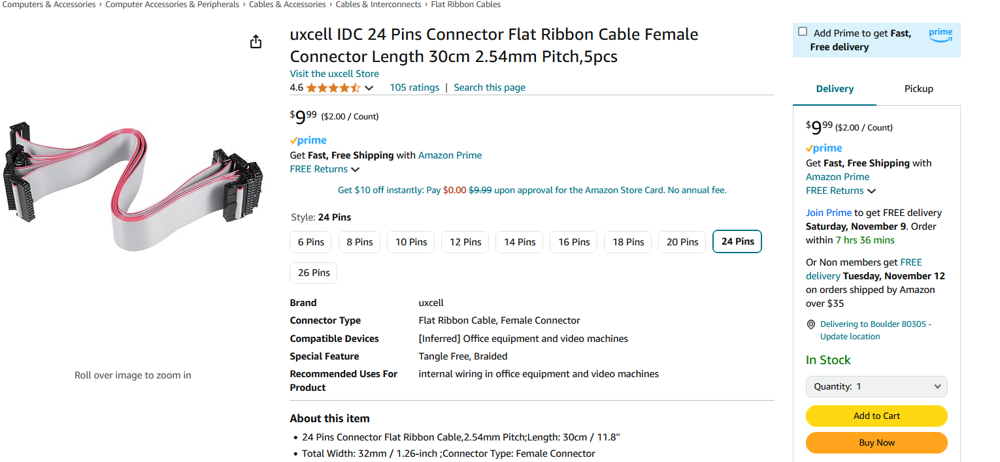 Computers & Accessories › Computer Accessories & Peripherals › Cables & Accessories › Cables & Interconnects › Flat Ribbon Cables
uxcell IDC 24 Pins Connector Flat Ribbon Cable Female
Connector Length 30cm 2.54mm Pitch,5pcs
Visit the uxcell Store
4.6 105 ratings | Search this page
$9.99 ($2.00 / Count)
prime
Get Fast, Free Shipping with Amazon Prime
FREE Returns
Get $10 off instantly: Pay $0.00 $9.99 upon approval for the Amazon Store Card. No annual fee.
Style: 24 Pins
6 Pins 8 Pins 10 Pins 12 Pins 14 Pins 16 Pins 18 Pins 20 Pins 24 Pins
26 Pins
Brand uxcell
Connector Type Flat Ribbon Cable, Female Connector
Compatible Devices [Inferred] Office equipment and video machines
Special Feature Tangle Free, Braided
Recommended Uses For internal wiring in office equipment and video machines
Product
About this item
• 24 Pins Connector Flat Ribbon Cable,2.54mm Pitch;Length: 30cm / 11.8"
• Total Width: 32mm / 1.26-inch ;Connector Type: Female Connector
Roll over image to zoom in
Add Prime to get Fast, prime
Free delivery
Delivery Pickup
$9.99 ($2.00 / Count)
prime
Get Fast, Free Shipping with
Amazon Prime
FREE Returns
Join Prime to get FREE delivery
Saturday, November 9. Order
within 7 hrs 36 mins
Or Non members get FREE
delivery Tuesday, November 12
on orders shipped by Amazon
over $35
Delivering to Boulder 80305 -
Update location
In Stock
Quantity: 1
Add to Cart
Buy Now